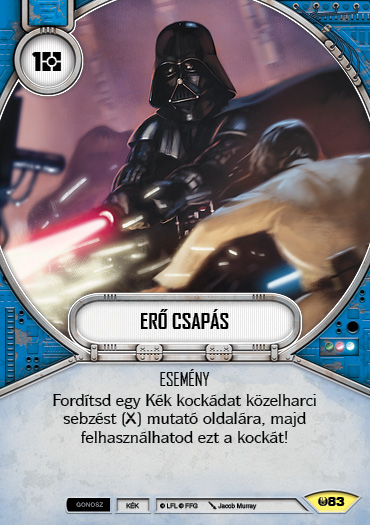 1
ERŐ CSAPÁS
ESEMÉNY
Fordítsd egy Kék kockádat közelharci
sebzést (X) mutató oldalára, majd
felhasználhatod ezt a kockát!
GONOSZ KÉK © LFL © FFG Jacob Murray 83